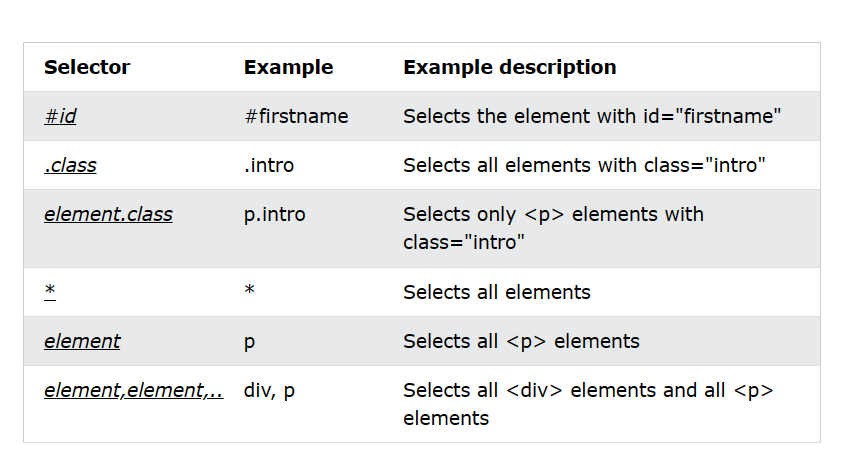 Selector Example Example description
#id #firstname Selects the element with id="firstname"
.class .intro Selects all elements with class="intro"
element.class p.intro Selects only <p> elements with
class="intro"
* * Selects all elements
element p Selects all <p> elements
element,element,.. div, p Selects all <div> elements and all <p>
elements